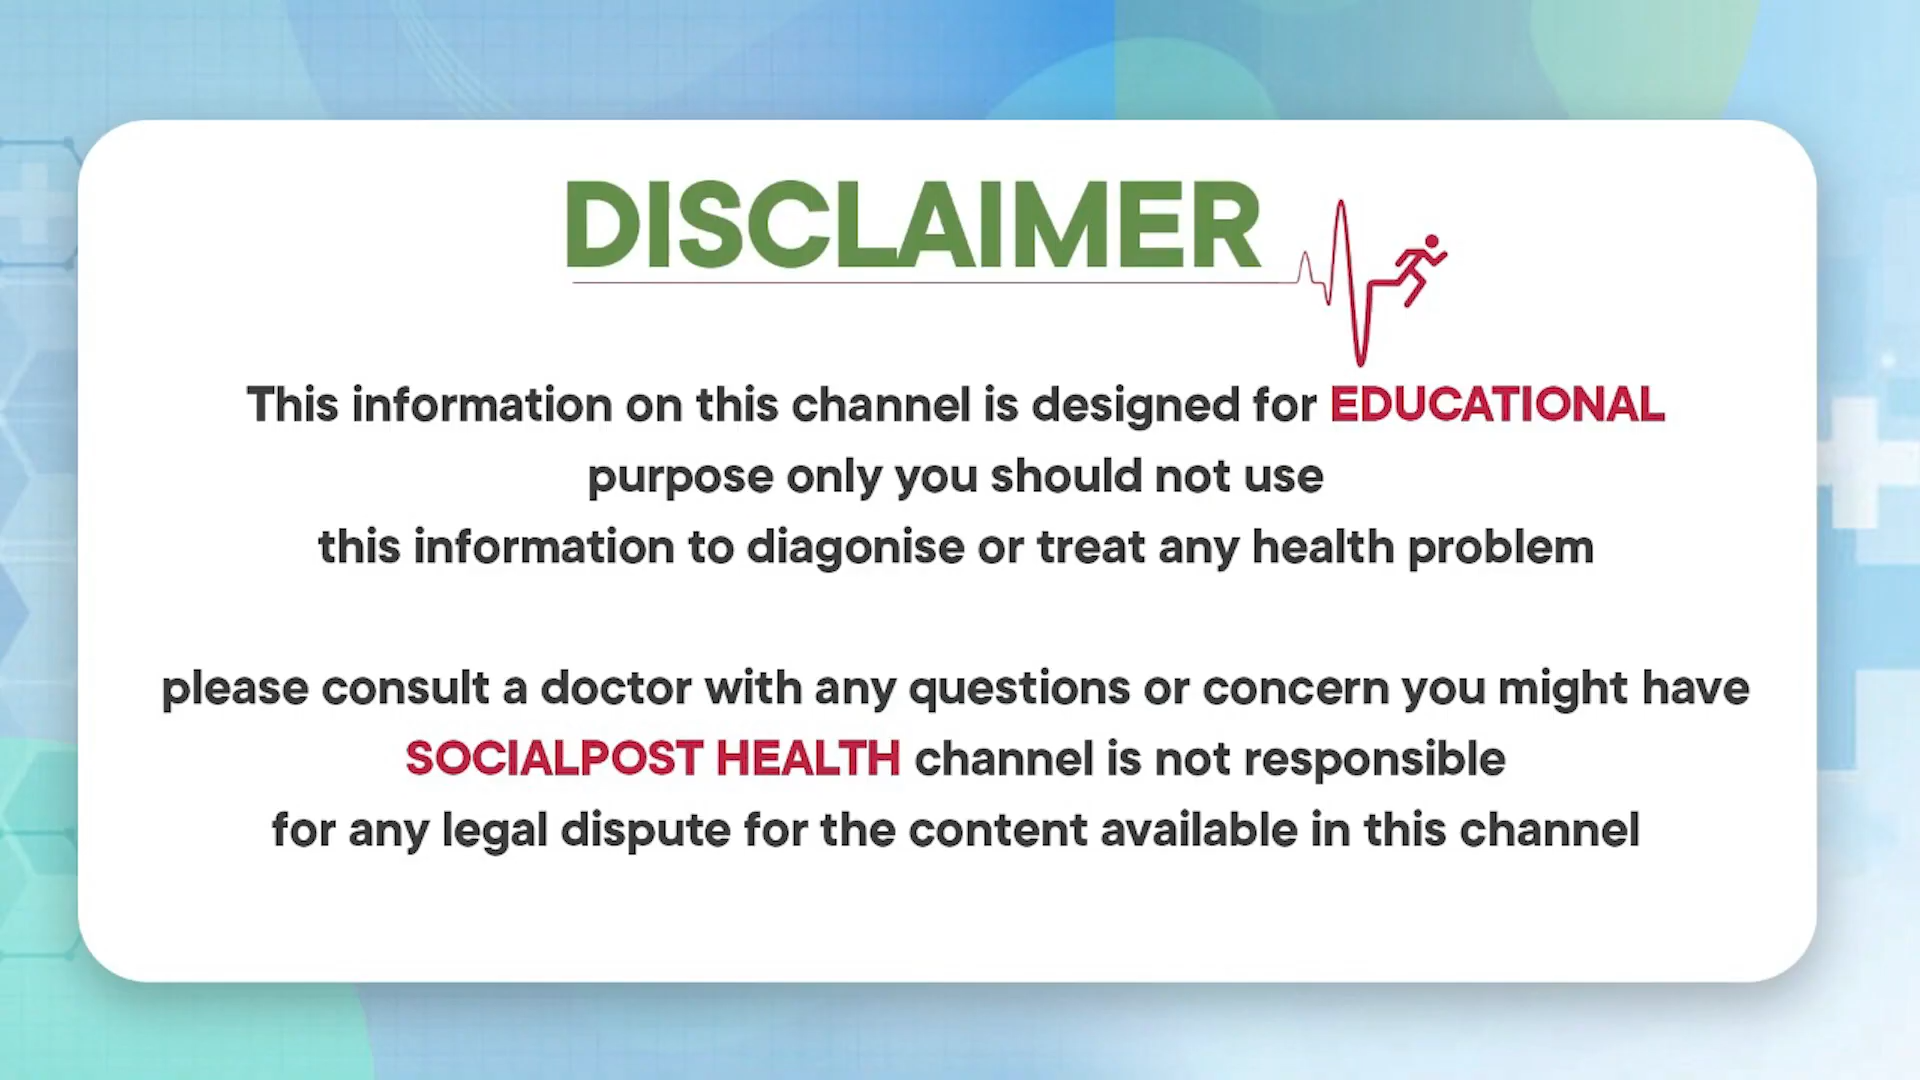 DISCLAIMER
This information on this channel is designed for EDUCATIONAL
purpose only you should not use
this information to diagonise or treat any health problem
please consult a doctor with any questions or concern you might have
SOCIALPOST HEALTH channel is not responsible
for any legal dispute for the content available in this channel